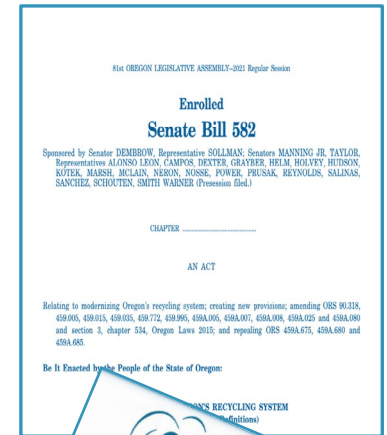 81st OREGON LEGISLATIVE ASSEMBLY--2021 Regular Session
Enrolled
Senate Bill 582
Sponsored by Senator DEMBROW, Representative SOLLMAN; Senators MANNING JR, TAYLOR,
Representatives ALONSO LEON, CAMPOS, DEXTER, GRAYBER, HELM, HOLVEY, HUDSON,
KOTEK, MARSH, MCLAIN, NERON, NOSSE, POWER, PRUSAK, REYNOLDS, SALINAS,
SANCHEZ, SCHOUTEN, SMITH WARNER (Presession filed.)
CHAPTER .................................................
AN ACT
Relating to modernizing Oregon's recycling system; creating new provisions; amending ORS 90.318,
459.005, 459.015, 459.035, 459.772, 459.995, 459A.005, 459A.007, 459A.008, 459A.025 and 459A.080
and section 3, chapter 534, Oregon Laws 2015; and repealing ORS 459A.675, 459A.680 and
459A.685.
Be It Enacted by the People of the State of Oregon:
RECYCLING SYSTEM